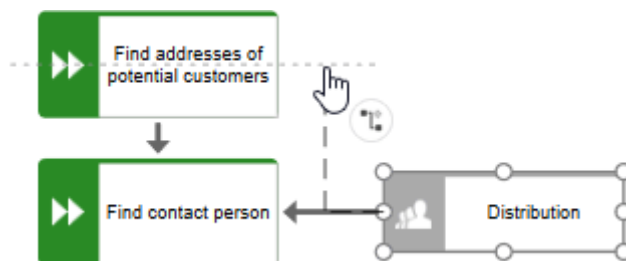 Find addresses of
potential customers
Find contact person
Distribution